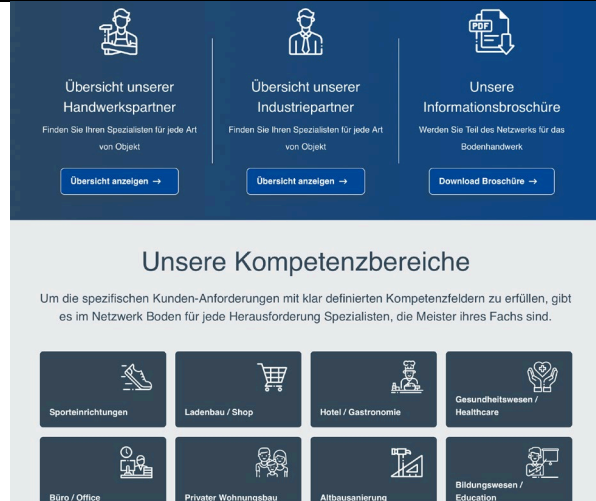 PDF
Übersicht unserer
Handwerkspartner
Finden Sie Ihren Spezialisten für jede Art
von Objekt
Übersicht anzeigen →
Übersicht unserer
Industriepartner
Finden Sie Ihren Spezialisten für jede Art
von Objekt
Übersicht anzeigen →
Unsere
Informationsbroschüre
Werden Sie Teil des Netzwerks für das
Bodenhandwerk
Download Broschüre →
Unsere Kompetenzbereiche
Um die spezifischen Kunden-Anforderungen mit klar definierten Kompetenzfeldern zu erfüllen, gibt
es im Netzwerk Boden für jede Herausforderung Spezialisten, die Meister ihres Fachs sind.
Sporteinrichtungen
Ladenbau / Shop
Hotel / Gastronomie
Gesundheitswesen /
Healthcare
Büro / Office
Privater Wohnungsbau
Altbausanierung
Bildungswesen /
Education